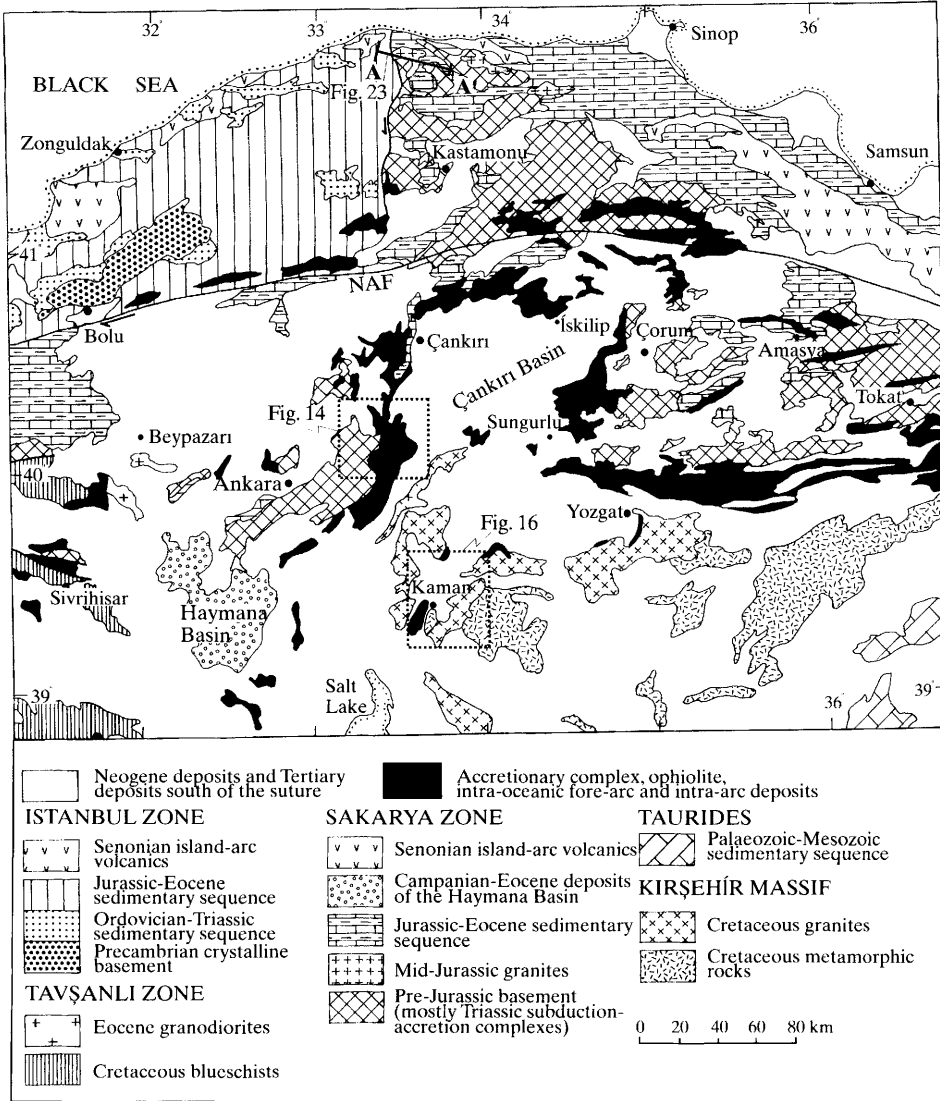 32°
33°
34°
36°
Sinop
BLACK SEA
A
A'
Fig. 23
Zonguldak
Kastamonu
Samsun
41
NAF
Bolu
Çankırı
İskilip
Çorum
Amasya
Çankırı Basin
Fig. 14
Tokat
Sungurlu
Beypazarı
40
Ankara
Yozgat
Fig. 16
Kaman
Sivrihisar
Haymana
Basin
39°
Salt
Lake
36°
39°
Neogene deposits and Tertiary
deposits south of the suture
Accretionary complex, ophiolite,
intra-oceanic fore-arc and intra-arc deposits
ISTANBUL ZONE
Senonian island-arc
volcanics
Jurassic-Eocene
sedimentary sequence
Ordovician-Triassic
sedimentary sequence
Precambrian crystalline
basement
TAVŞANLI ZONE
Eocene granodiorites
Cretaceous blueschists
SAKARYA ZONE
Senonian island-arc volcanics
Campanian-Eocene deposits
of the Haymana Basin
Jurassic-Eocene sedimentary
sequence
Mid-Jurassic granites
Pre-Jurassic basement
(mostly Triassic subduction-
accretion complexes)
TAURIDES
Palaeozoic-Mesozoic
sedimentary sequence
KIRŞEHİR MASSIF
Cretaceous granites
Cretaceous metamorphic
rocks
0 20 40 60 80 km